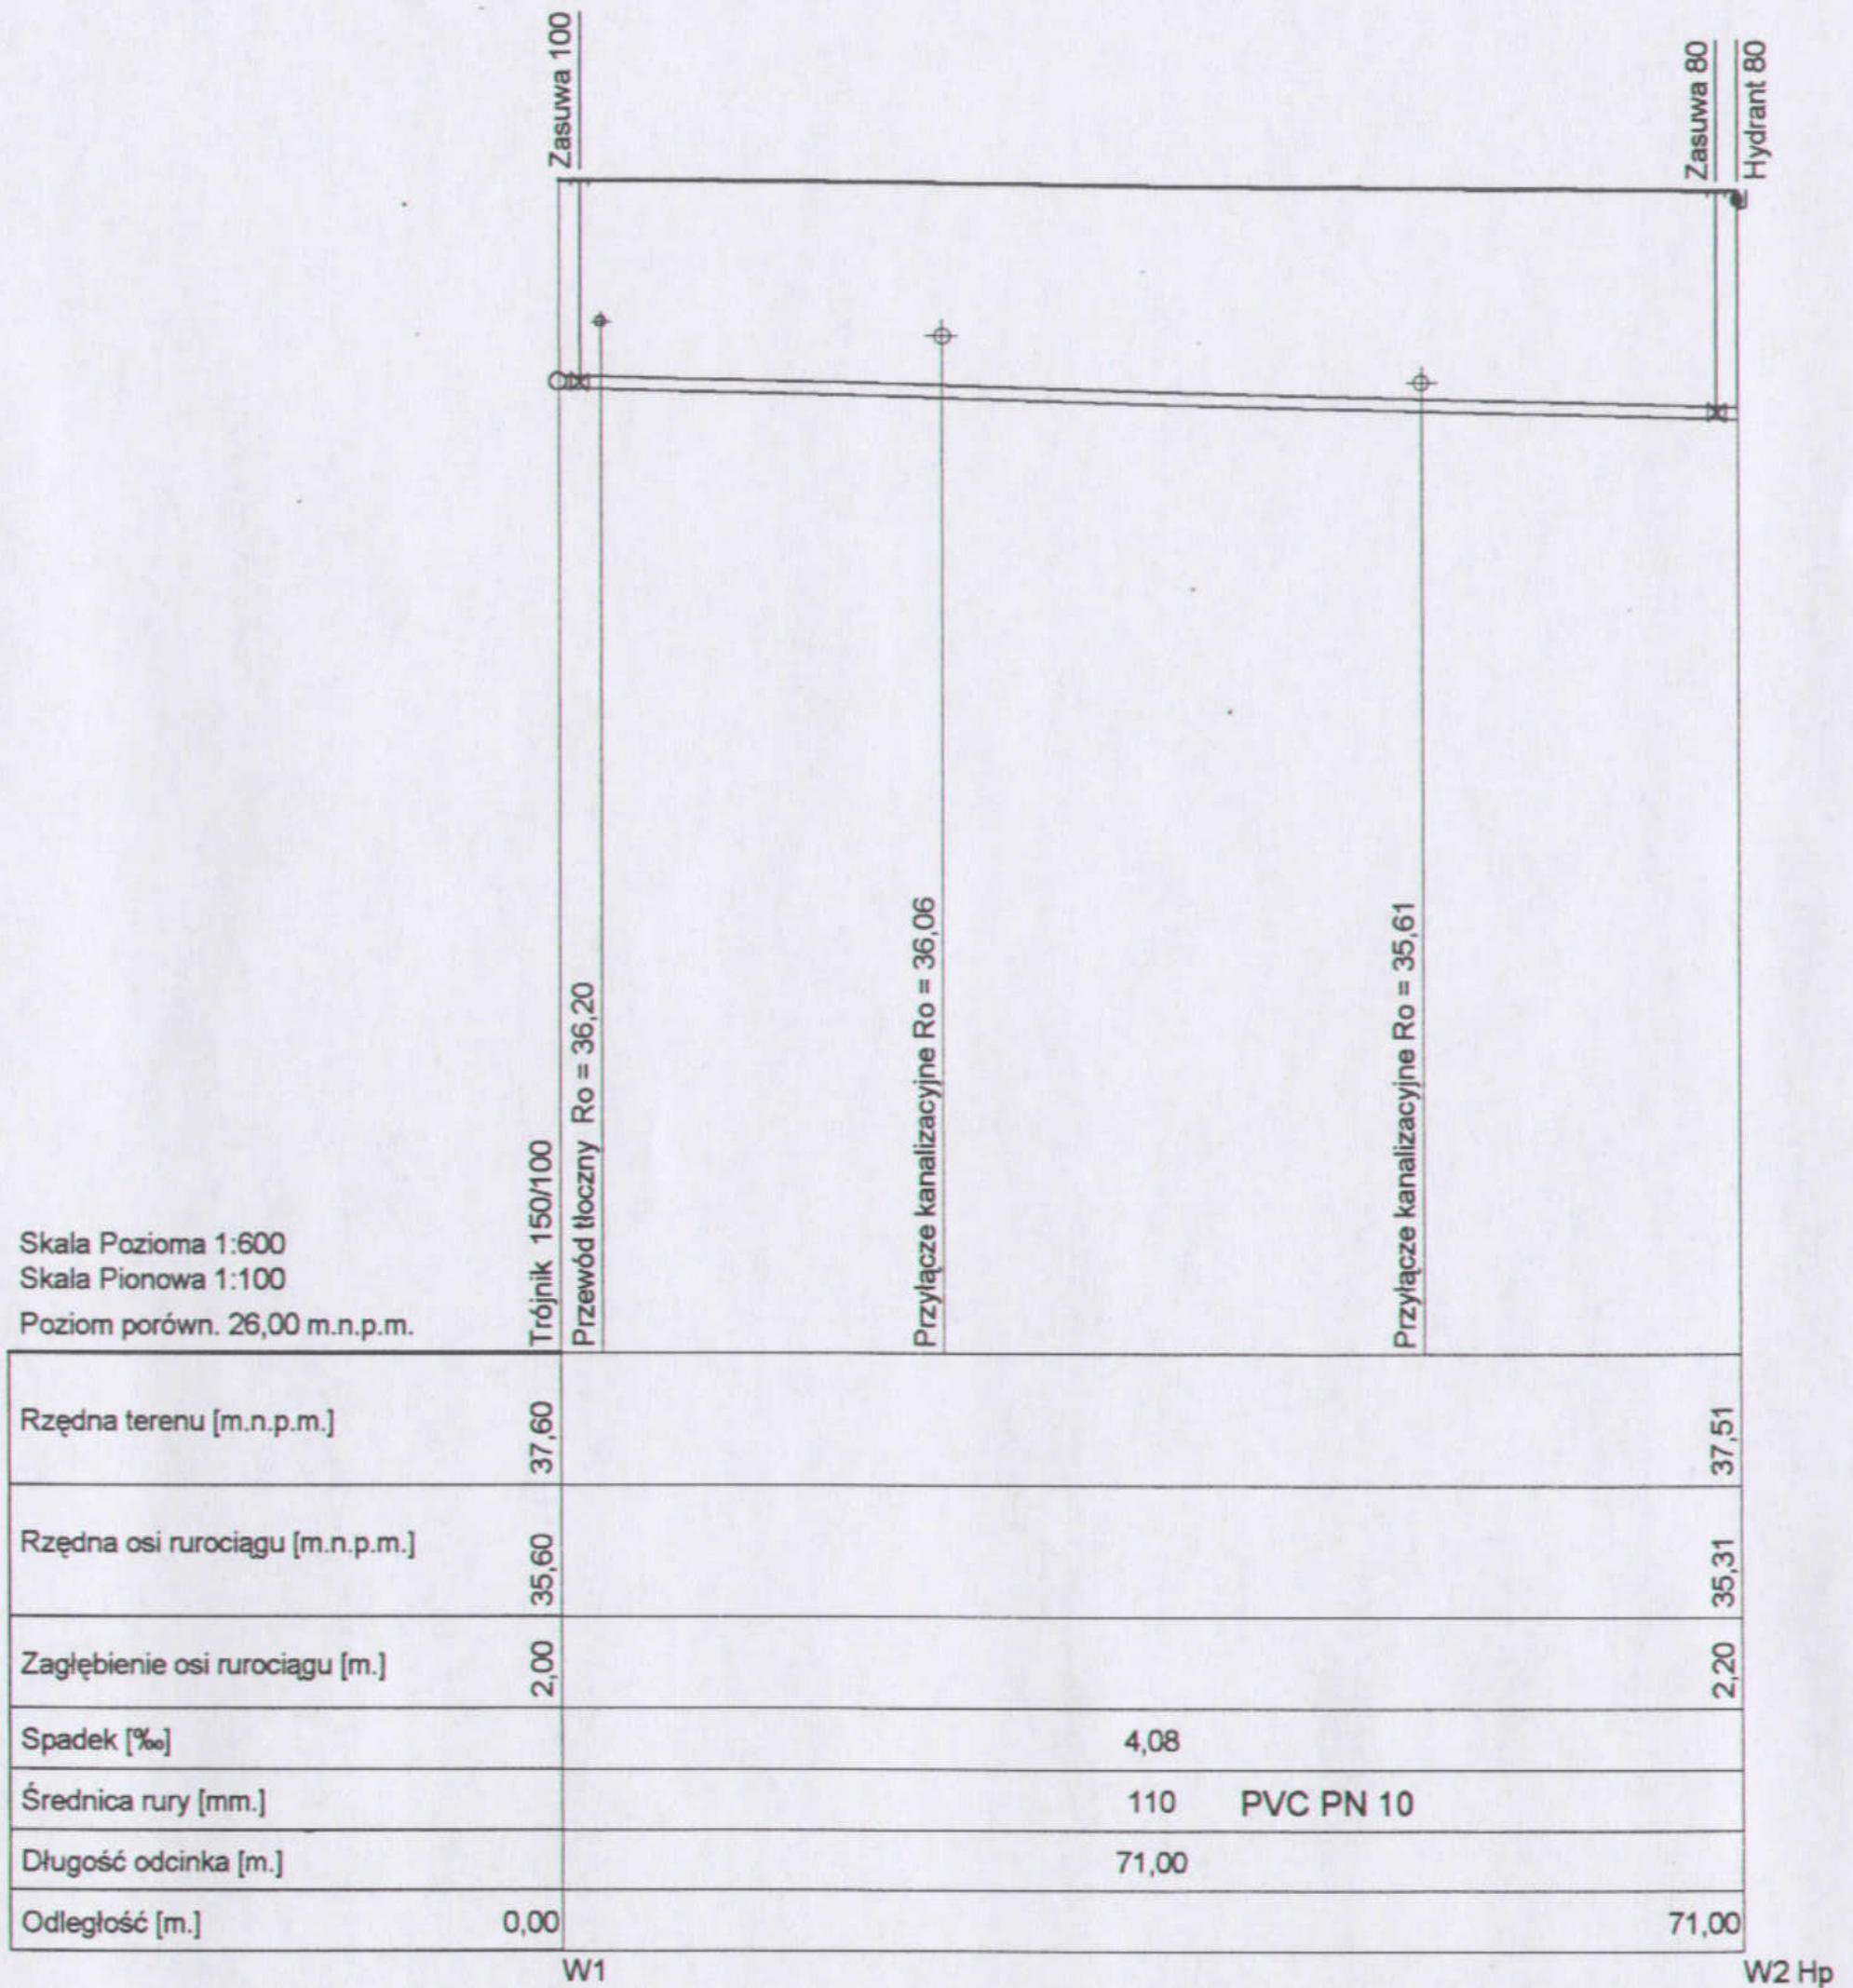 Zasuwa 100
Zasuwa 80
Hydrant 80
Trójnik 150/100
Przewód tłoczny Ro = 36,20
Przyłącze kanalizacyjne Ro = 36,06
Przyłącze kanalizacyjne Ro = 35,61
Skala Pozioma 1:600
Skala Pionowa 1:100
Poziom porówn. 26,00 m.n.p.m.
Rzędna terenu [m.n.p.m.] 37,60 37,51
Rzędna osi rurociągu [m.n.p.m.] 35,60 35,31
Zagłębienie osi rurociągu [m.] 2,00 2,20
Spadek [‰] 4,08
Średnica rury [mm.] 110 PVC PN 10
Długość odcinka [m.] 71,00
Odległość [m.] 0,00 71,00
W1 W2 Hp